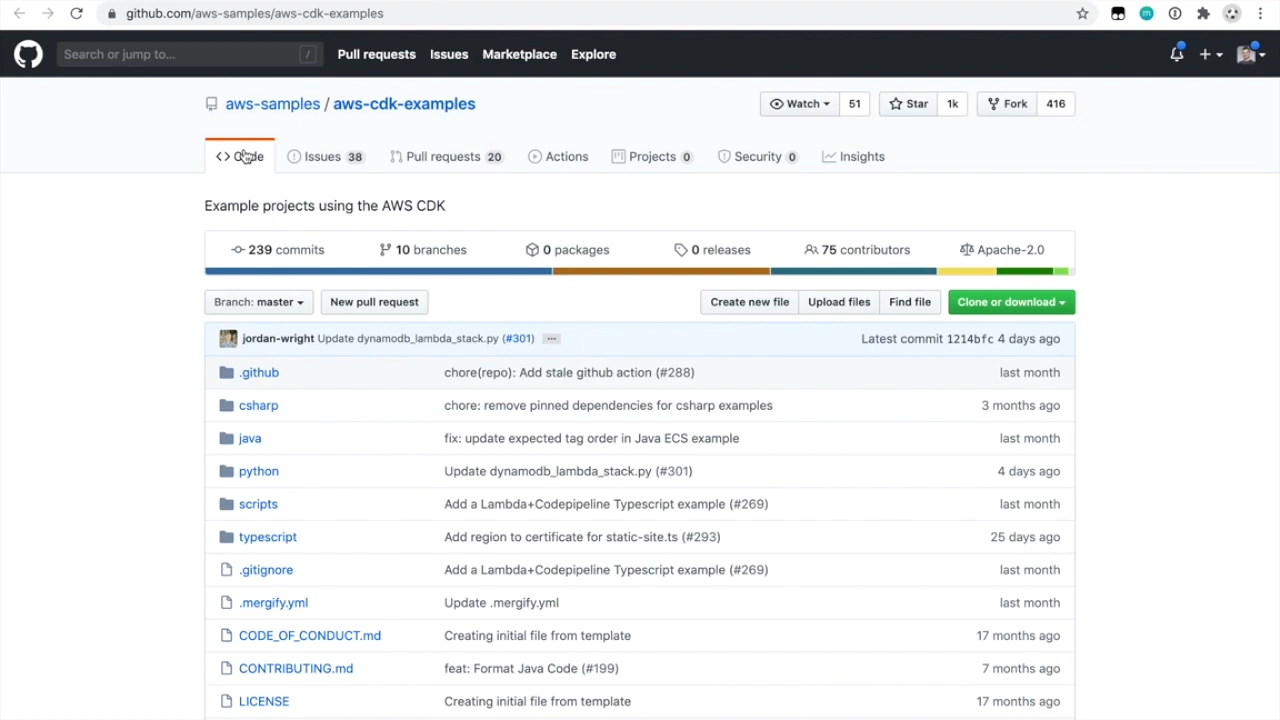 github.com/aws-samples/aws-cdk-examples
Search or jump to... / Pull requests Issues Marketplace Explore
aws-samples / aws-cdk-examples Watch 51 Star 1k Fork 416
Code Issues 38 Pull requests 20 Actions Projects 0 Security 0 Insights
Example projects using the AWS CDK
239 commits 10 branches 0 packages 0 releases 75 contributors Apache-2.0
Branch: master New pull request Create new file Upload files Find file Clone or download
jordan-wright Update dynamodb_lambda_stack.py (#301) ... Latest commit 1214bfc 4 days ago
.github chore(repo): Add stale github action (#288) last month
csharp chore: remove pinned dependencies for csharp examples 3 months ago
java fix: update expected tag order in Java ECS example last month
python Update dynamodb_lambda_stack.py (#301) 4 days ago
scripts Add a Lambda+Codepipeline Typescript example (#269) last month
typescript Add region to certificate for static-site.ts (#293) 25 days ago
.gitignore Add a Lambda+Codepipeline Typescript example (#269) last month
.mergify.yml Update .mergify.yml last month
CODE_OF_CONDUCT.md Creating initial file from template 17 months ago
CONTRIBUTING.md feat: Format Java Code (#199) 7 months ago
LICENSE Creating initial file from template 17 months ago